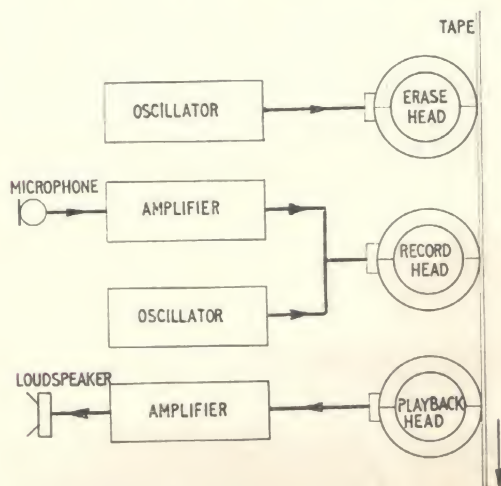 TAPE
OSCILLATOR
ERASE
HEAD
MICROPHONE
AMPLIFIER
RECORD
HEAD
OSCILLATOR
LOUDSPEAKER
AMPLIFIER
PLAYBACK
HEAD